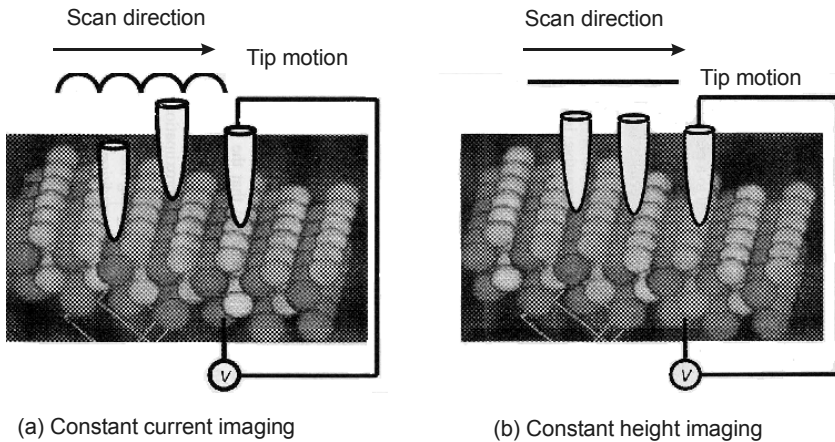 Scan direction
Tip motion
V
(a) Constant current imaging
Scan direction
Tip motion
V
(b) Constant height imaging